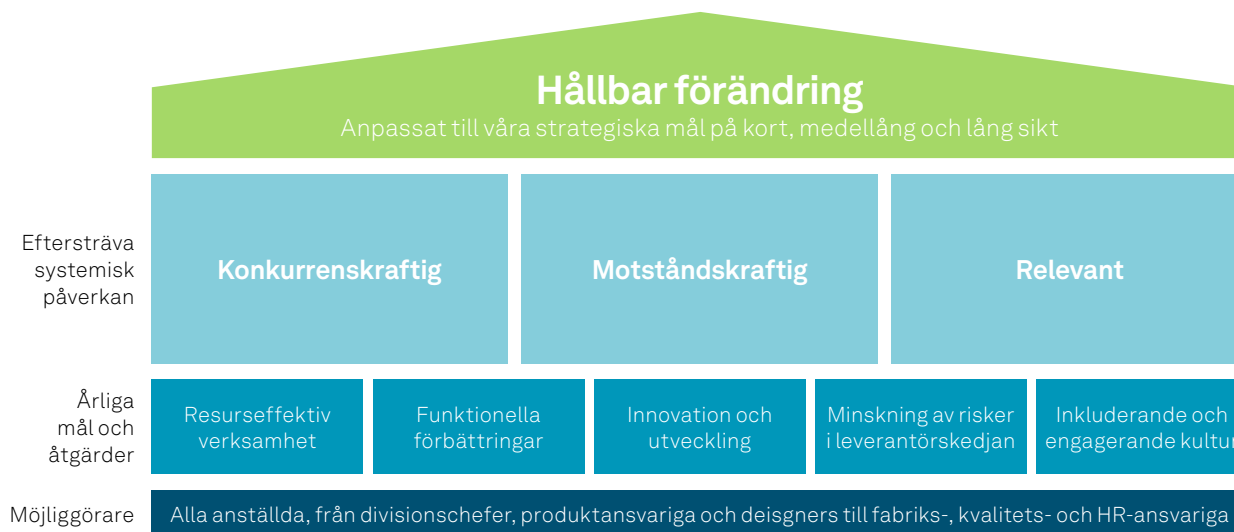 Hållbar förändring
Anpassat till våra strategiska mål på kort, medellång och lång sikt
Eftersträva
systemisk
påverkan
Konkurrenskraftig
Motståndskraftig
Relevant
Årliga
mål och
åtgärder
Resurseffektiv
verksamhet
Funktionella
förbättringar
Innovation och
utveckling
Minskning av risker
i leverantörskedjan
Inkluderande och
engagerande kultur
Möjliggörare
Alla anställda, från divisionschefer, produktansvariga och deisgners till fabriks-, kvalitets- och HR-ansvariga